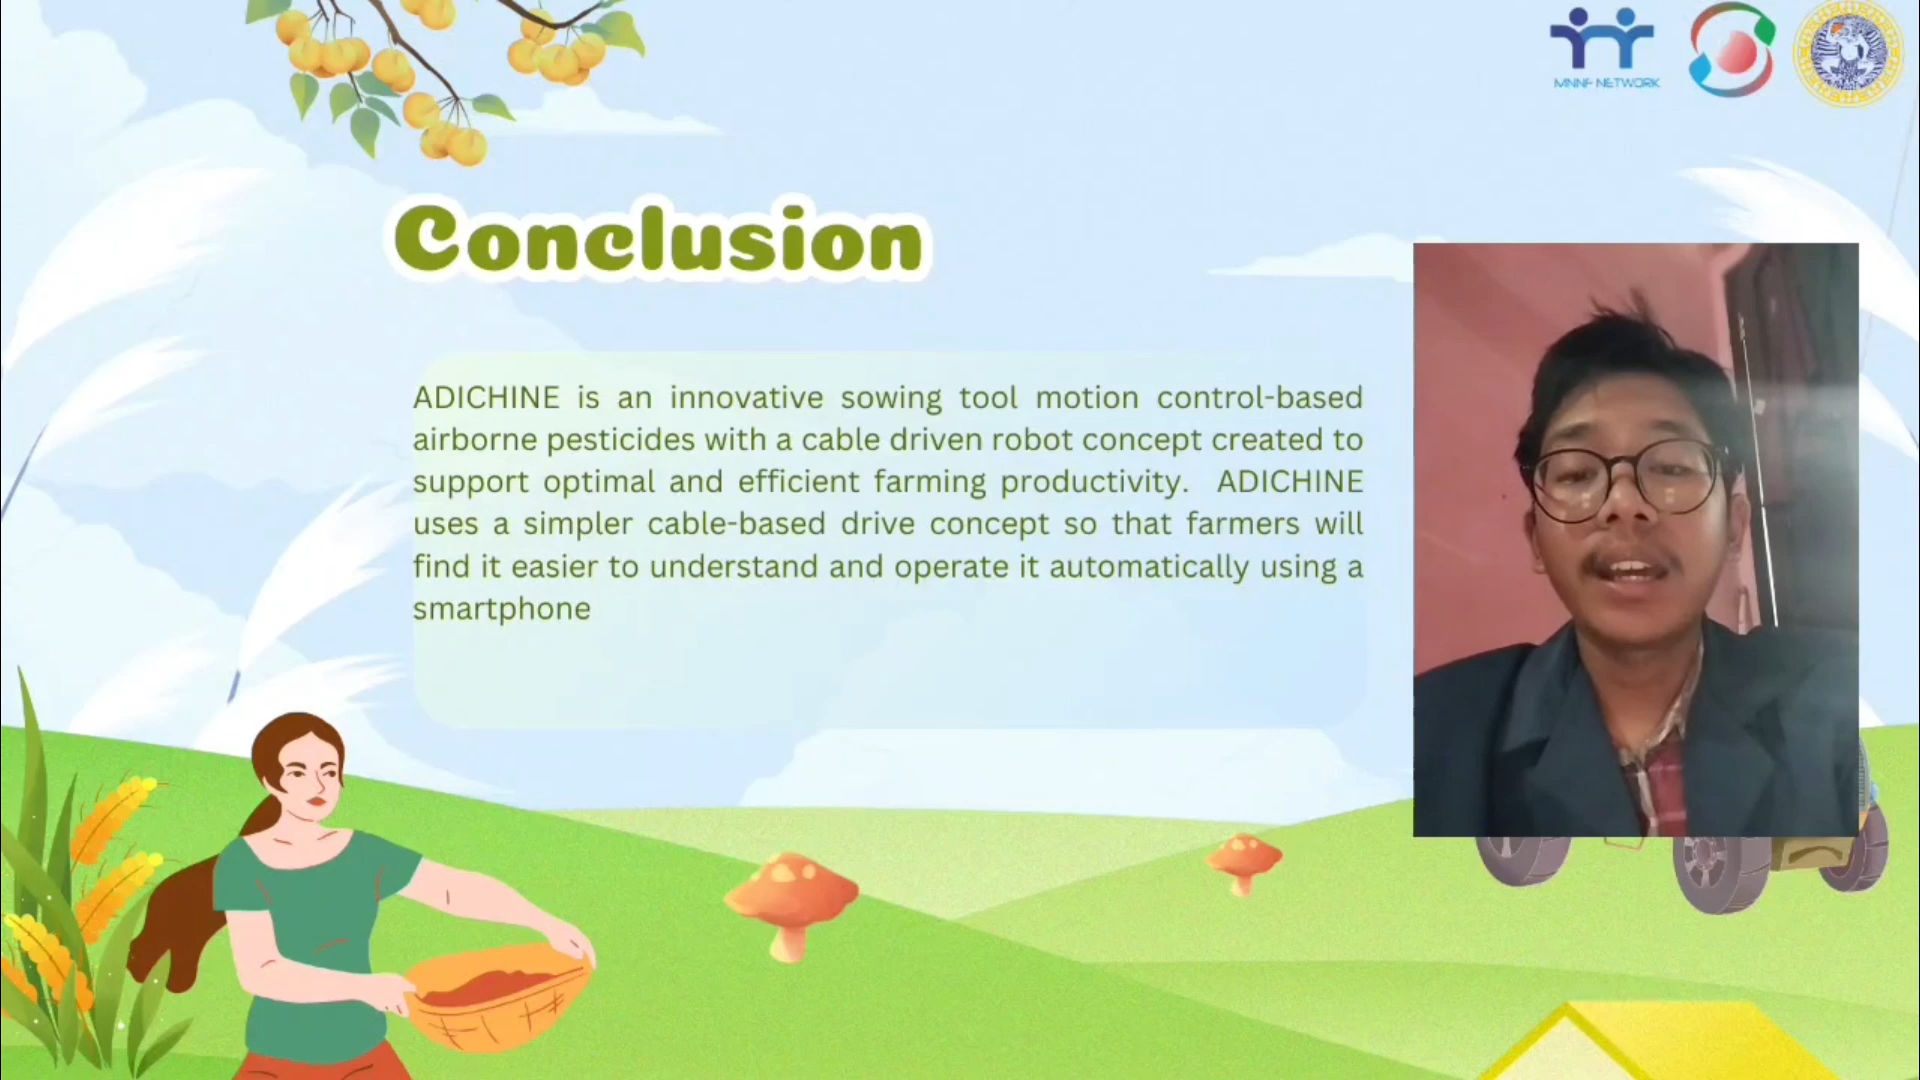 MNNF NETWORK
Conclusion
ADICHINE is an innovative sowing tool motion control-based
airborne pesticides with a cable driven robot concept created to
support optimal and efficient farming productivity. ADICHINE
uses a simpler cable-based drive concept so that farmers will
find it easier to understand and operate it automatically using a
smartphone